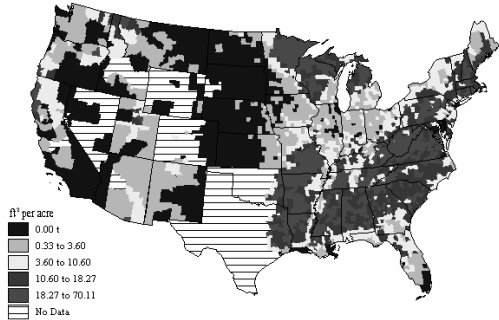 ft³ per acre
0.00 t
0.33 to 3.60
3.60 to 10.60
10.60 to 18.27
18.27 to 70.11
No Data